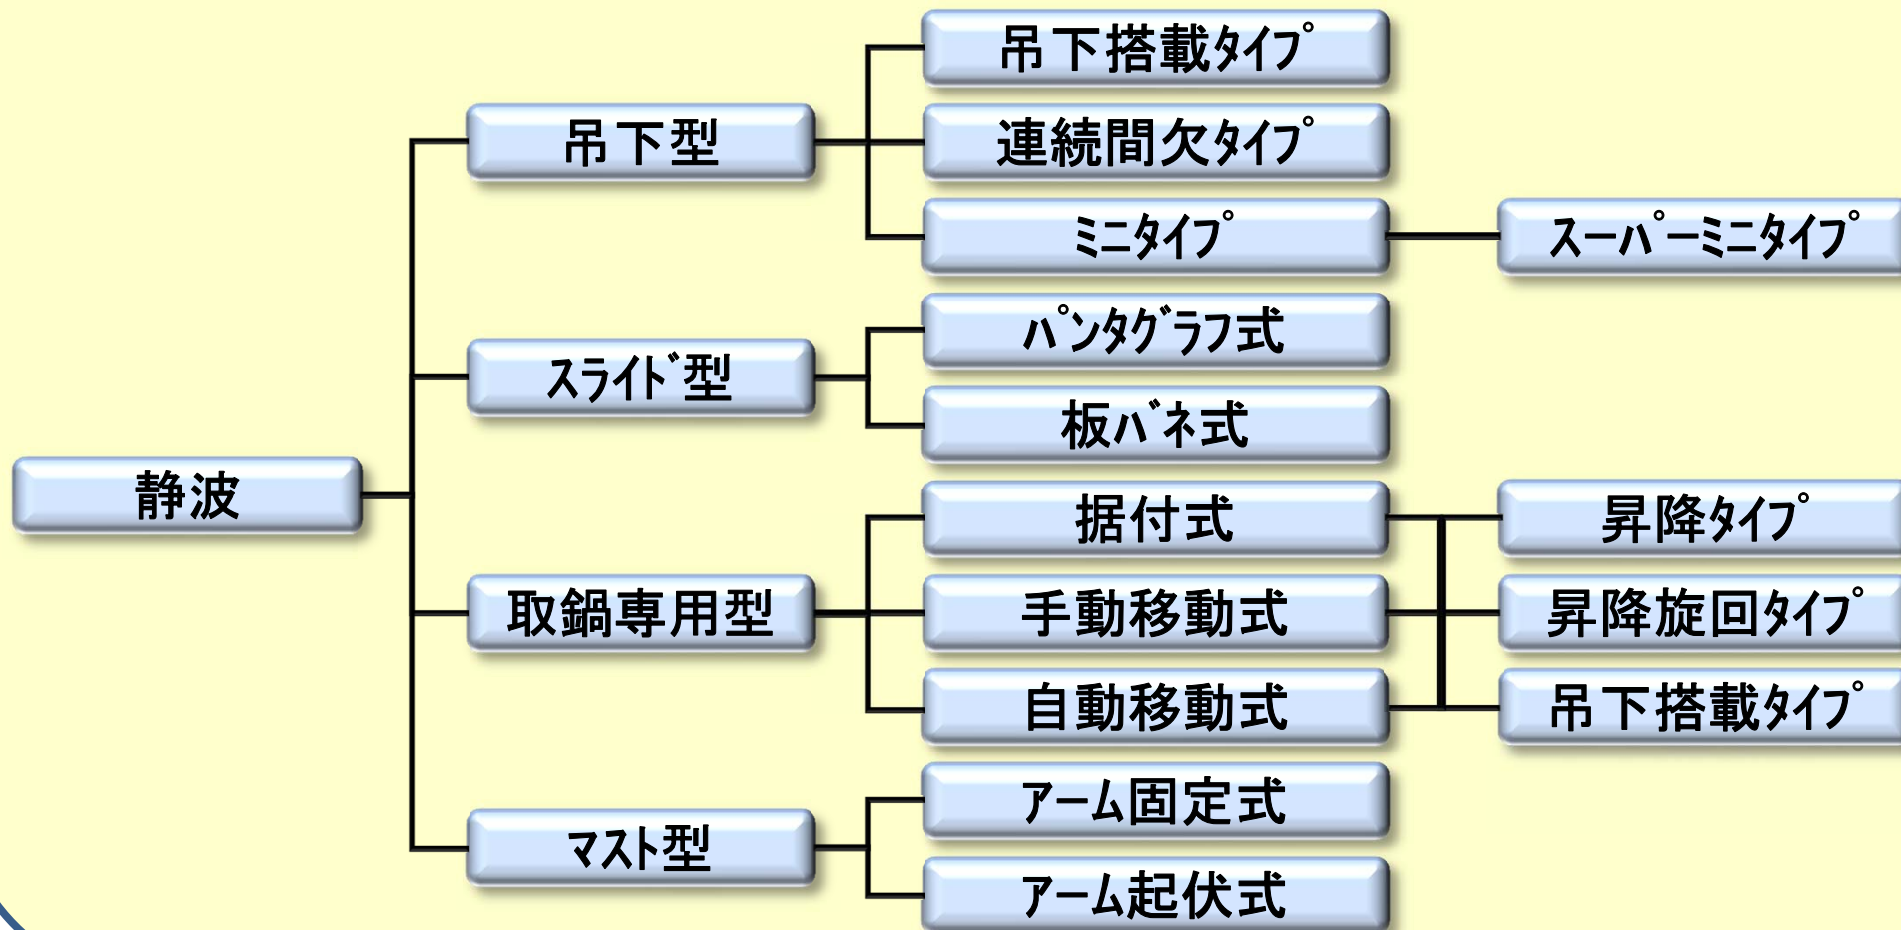 静波
吊下型
吊下搭載ﾀｲﾌﾟ
連続間欠ﾀｲﾌﾟ
ﾐﾆﾀｲﾌﾟ
ｽｰﾊﾟｰﾐﾆﾀｲﾌﾟ
ｽﾗｲﾄﾞ型
ﾊﾟﾝﾀｸﾞﾗﾌ式
板ﾊﾞﾈ式
取鍋専用型
据付式
手動移動式
自動移動式
昇降ﾀｲﾌﾟ
昇降旋回ﾀｲﾌﾟ
吊下搭載ﾀｲﾌﾟ
ﾏｽﾄ型
ｱｰﾑ固定式
ｱｰﾑ起伏式